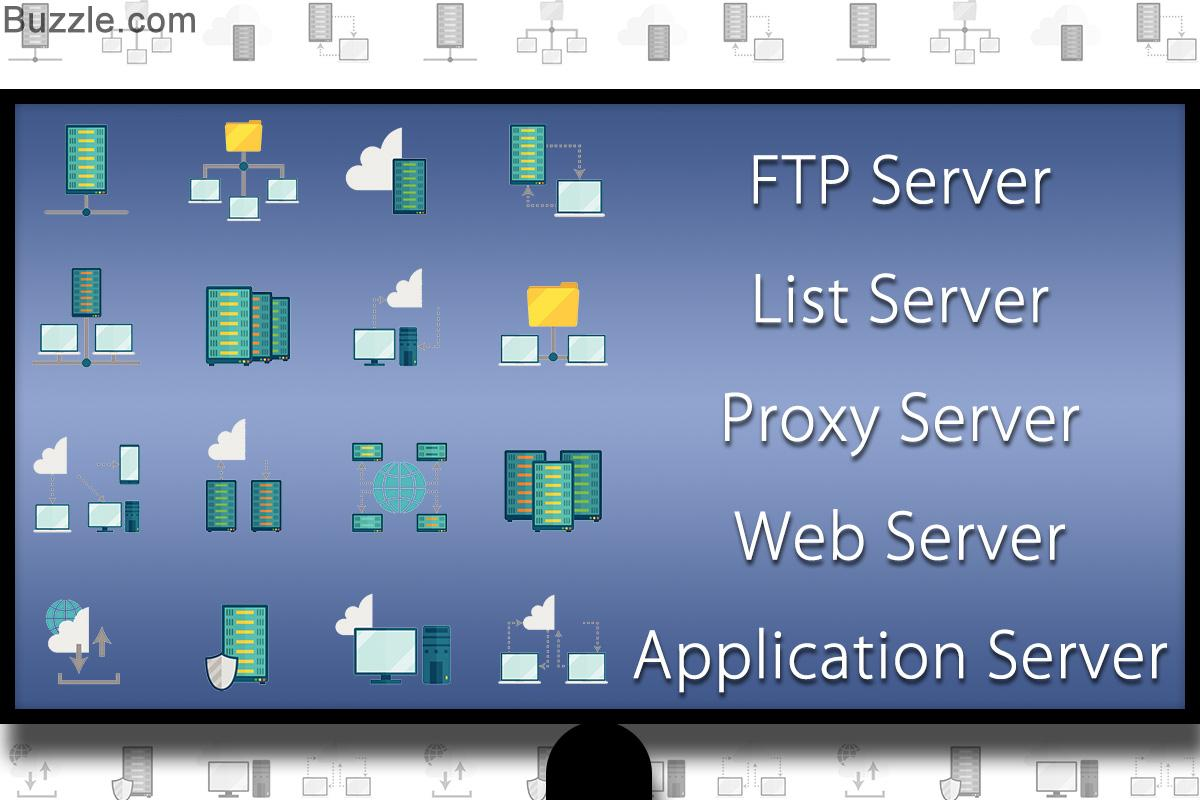 Buzzle.com
FTP Server
List Server
Proxy Server
Web Server
Application Server